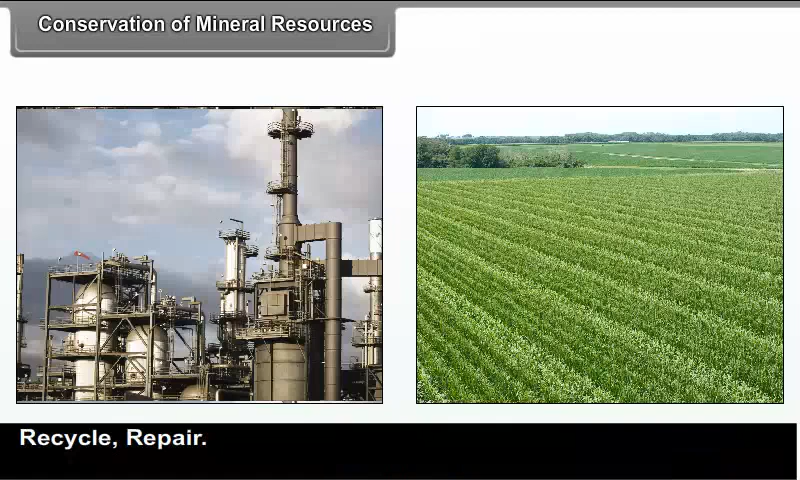 Conservation of Mineral Resources
Recycle, Repair.